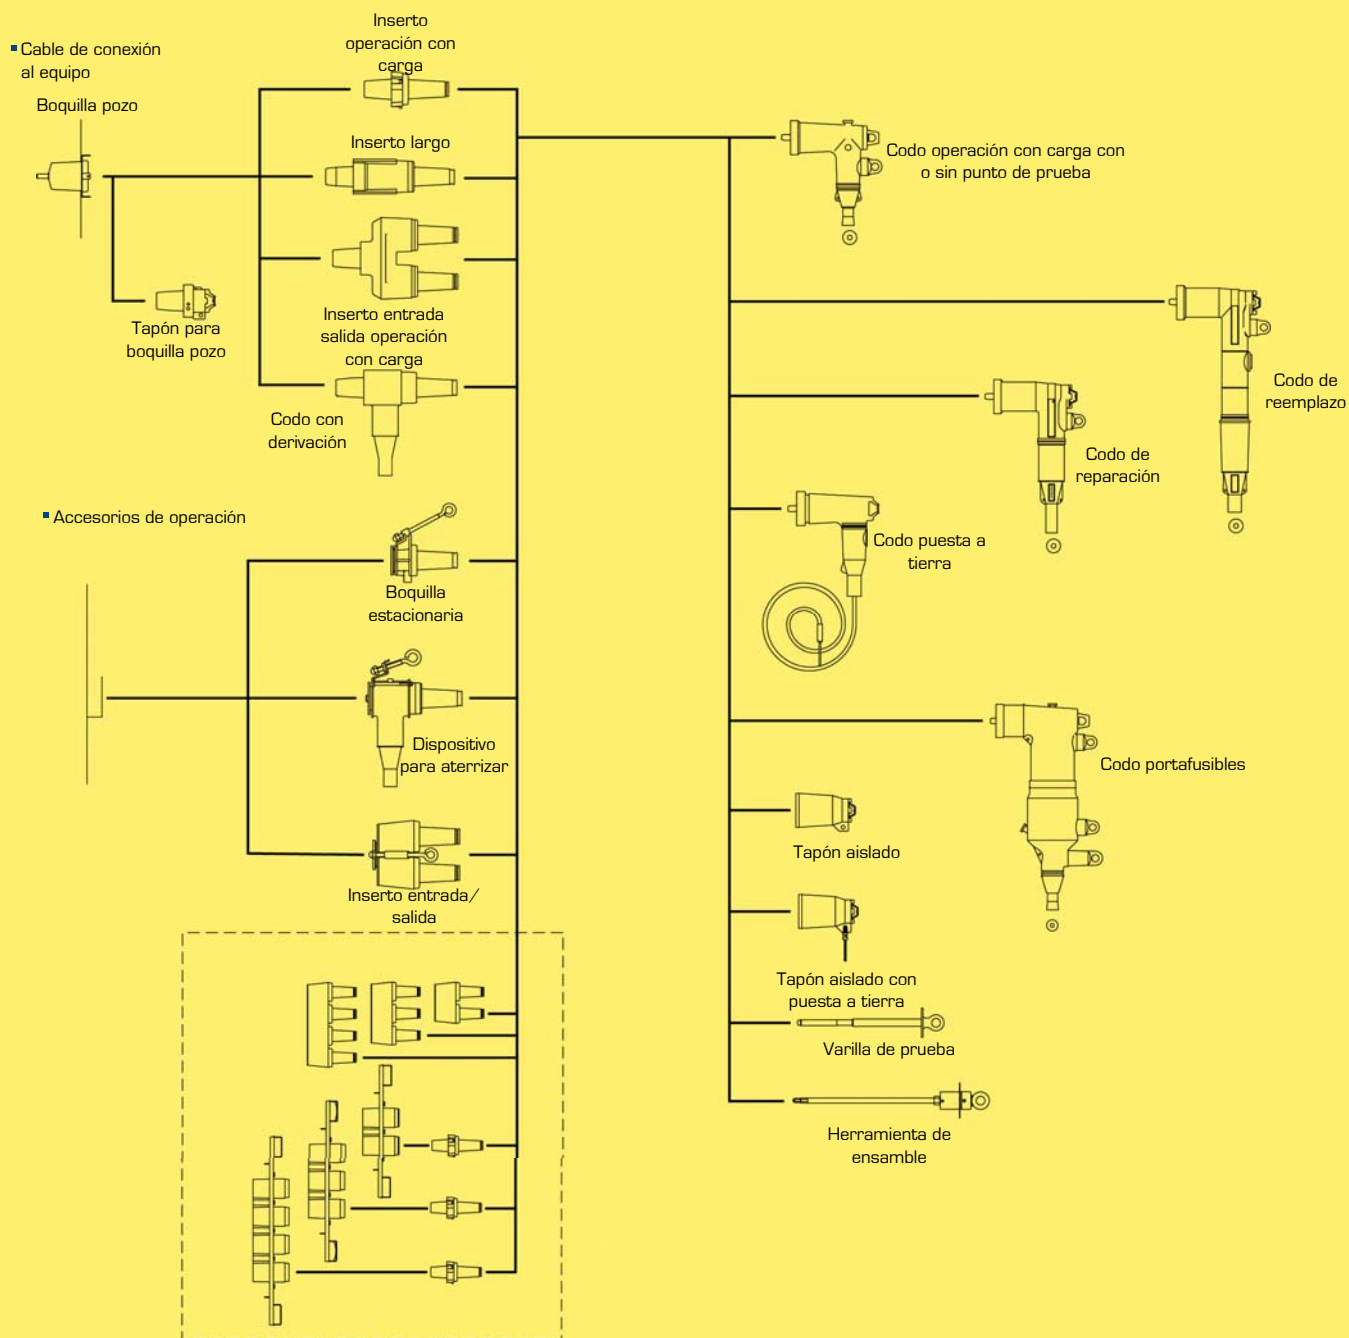 Cable de conexión
al equipo
Boquilla pozo
Tapón para
boquilla pozo
Inserto
operación con
carga
Inserto largo
Inserto entrada
salida operación
con carga
Codo con
derivación
Accesorios de operación
Boquilla
estacionaria
Dispositivo
para aterrizar
Inserto entrada/
salida
Codo operación con carga con
o sin punto de prueba
Codo de
reemplazo
Codo de
reparación
Codo puesta a
tierra
Codo portafusibles
Tapón aislado
Tapón aislado con
puesta a tierra
Varilla de prueba
Herramienta de
ensamble